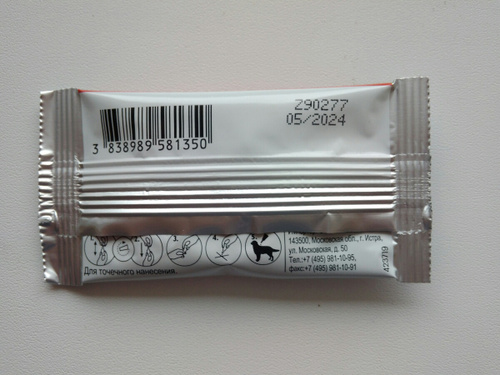 Z90277
05/2024
3 838989 581350
143500, Московская обл., г. Истра,
ул. Московская, д. 50
Тел.:+7 (495) 981-10-95,
факс:+7 (495) 981-10-91
Для точечного нанесения.
A23719